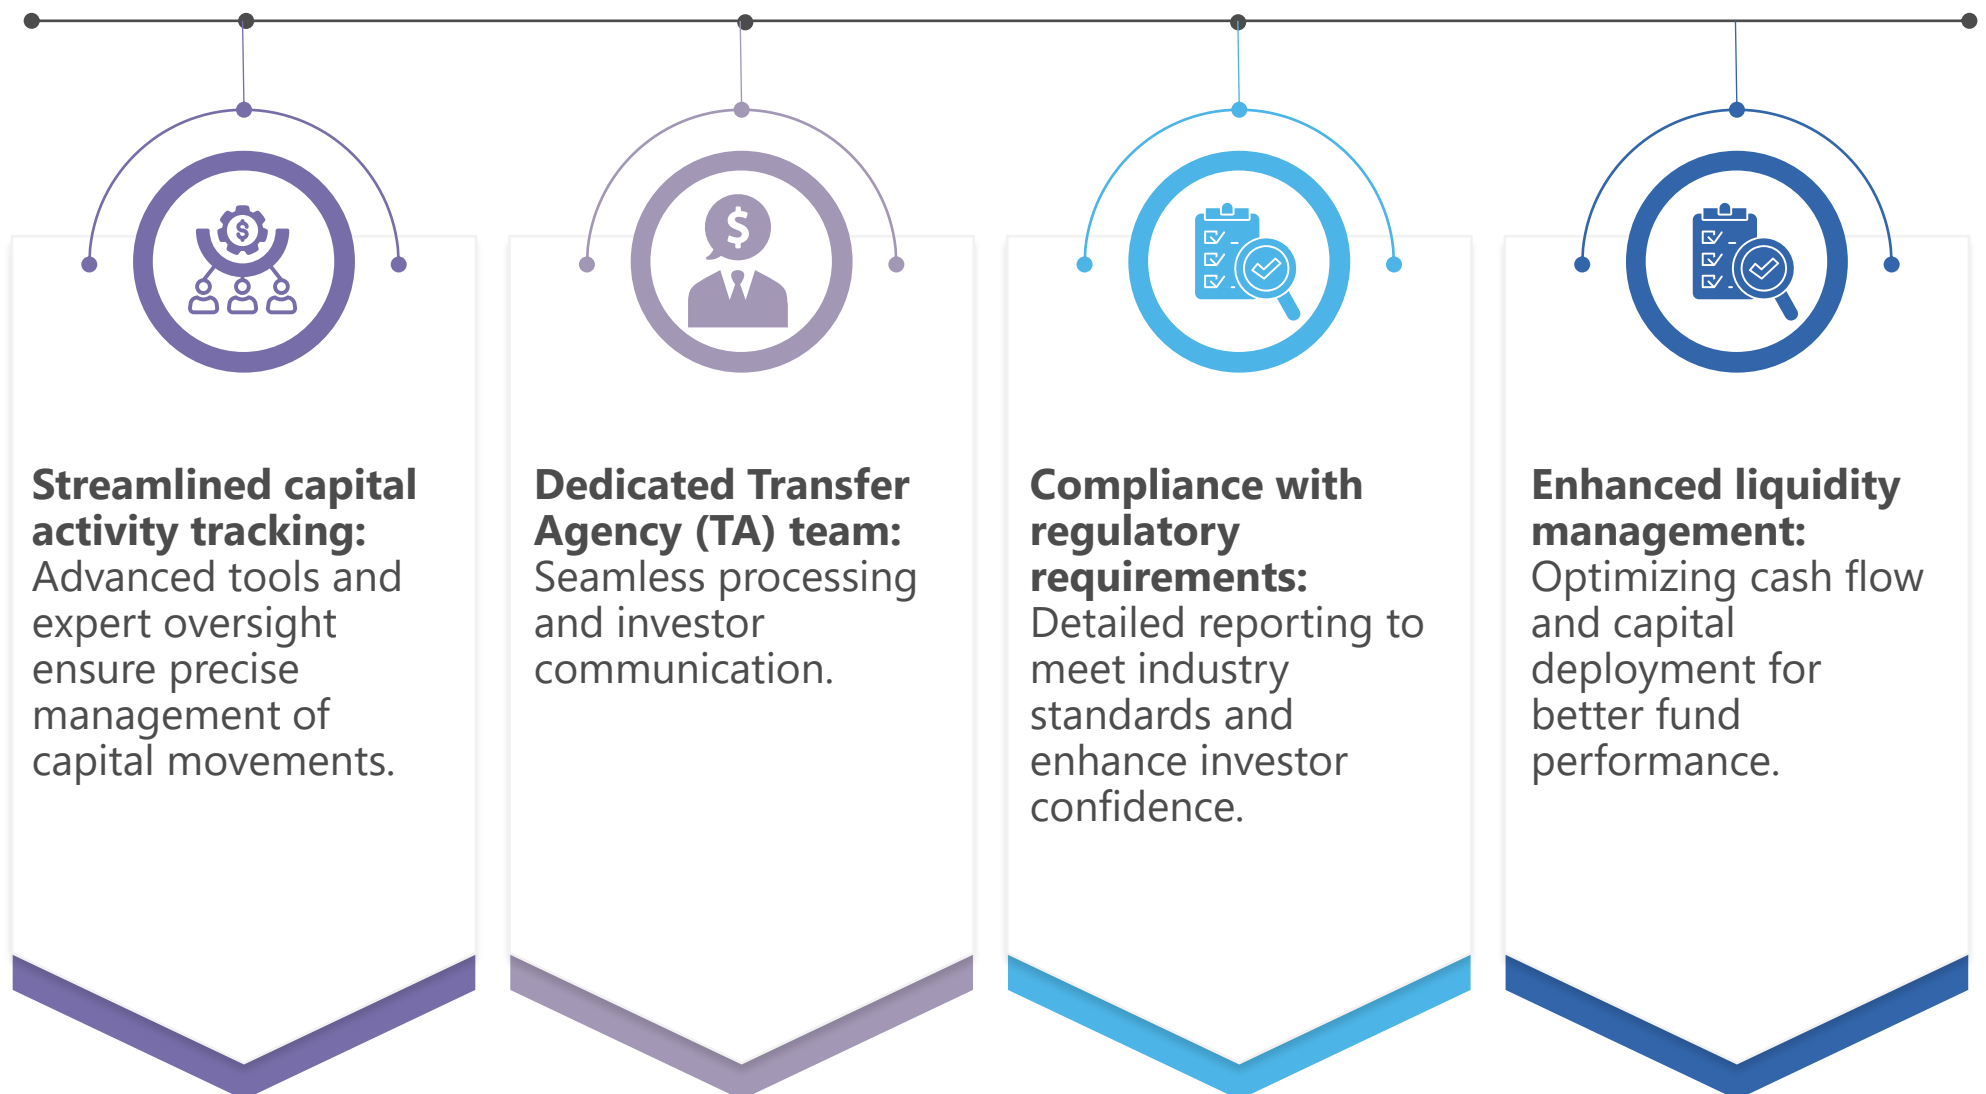 Streamlined capital
activity tracking:
Advanced tools and
expert oversight
ensure precise
management of
capital movements.
Dedicated Transfer
Agency (TA) team:
Seamless processing
and investor
communication.
Compliance with
regulatory
requirements:
Detailed reporting to
meet industry
standards and
enhance investor
confidence.
Enhanced liquidity
management:
Optimizing cash flow
and capital
deployment for
better fund
performance.